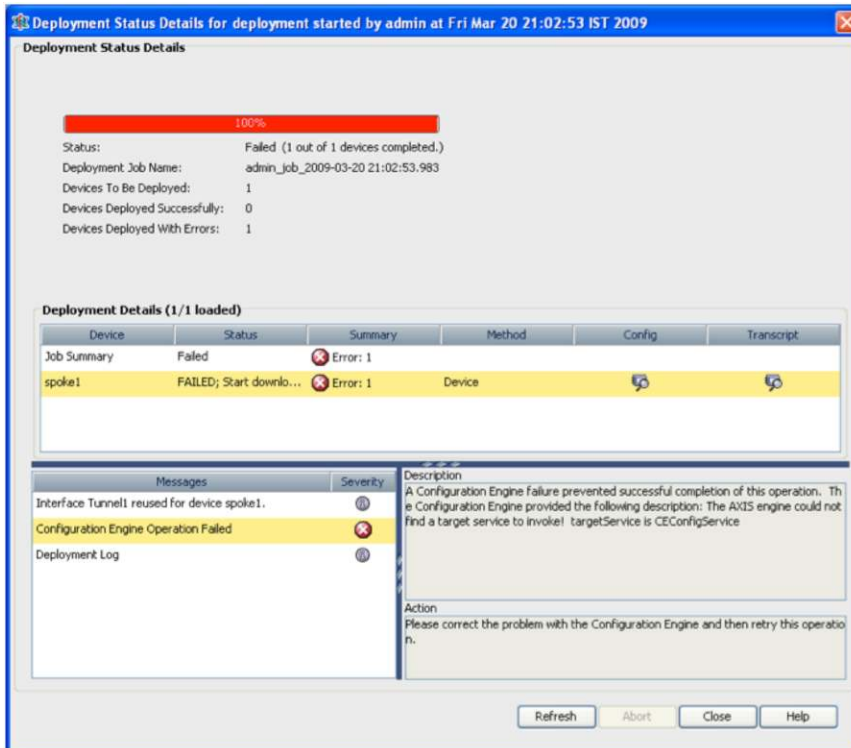 Deployment Status Details for deployment started by admin at Fri Mar 20 21:02:53 IST 2009
Deployment Status Details
100%
Status: Failed (1 out of 1 devices completed.)
Deployment Job Name: admin_job_2009-03-20 21:02:53.983
Devices To Be Deployed: 1
Devices Deployed Successfully: 0
Devices Deployed With Errors: 1
Deployment Details (1/1 loaded)
Device Status Summary Method Config Transcript
Job Summary Failed Error: 1
spoke1 FAILED; Start downlo... Error: 1 Device
Messages Severity
Interface Tunnel1 reused for device spoke1.
Configuration Engine Operation Failed
Deployment Log
Description
A Configuration Engine failure prevented successful completion of this operation. Th
e Configuration Engine provided the following description: The AXIS engine could not
find a target service to invoke! targetService is CEConfigService
Action
Please correct the problem with the Configuration Engine and then retry this operatio
n.
Refresh Abort Close Help